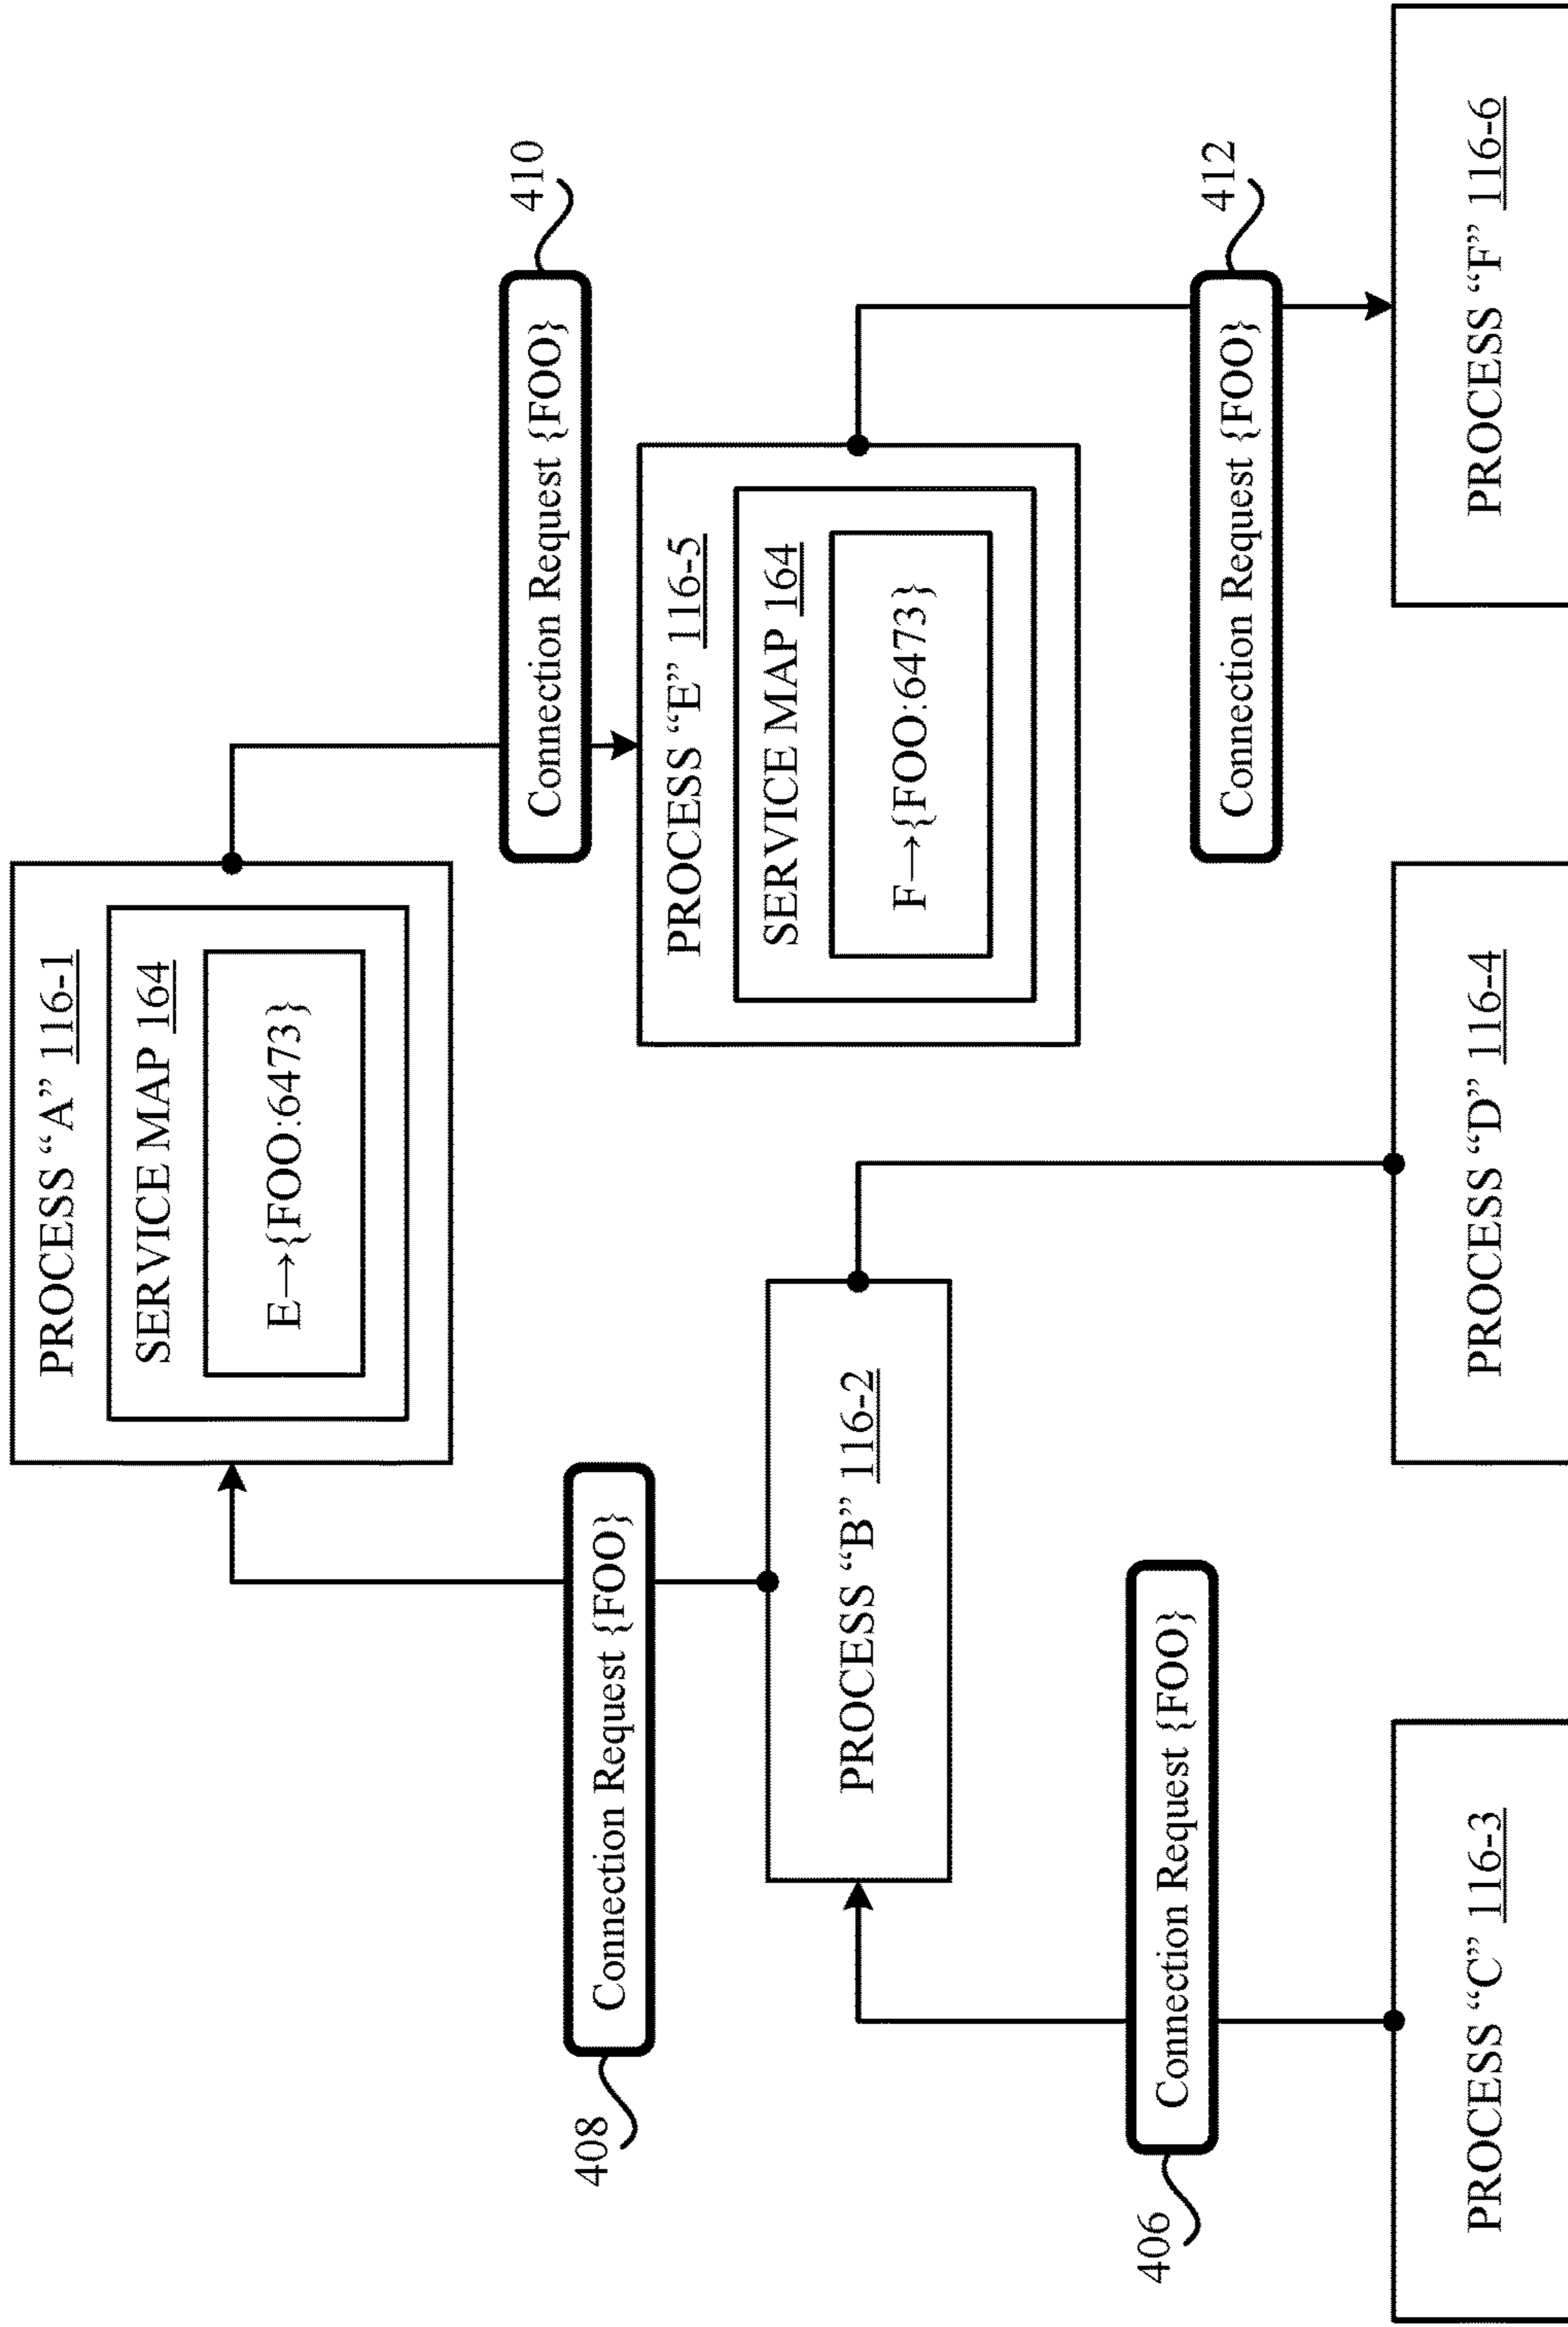 PROCESS “A” 116-1
SERVICE MAP 164
E→{FOO:6473}
Connection Request {FOO}
408
Connection Request {FOO}
410
PROCESS “B” 116-2
PROCESS “E” 116-5
SERVICE MAP 164
F→{FOO:6473}
Connection Request {FOO}
406
Connection Request {FOO}
412
PROCESS “C” 116-3
PROCESS “D” 116-4
PROCESS “F” 116-6